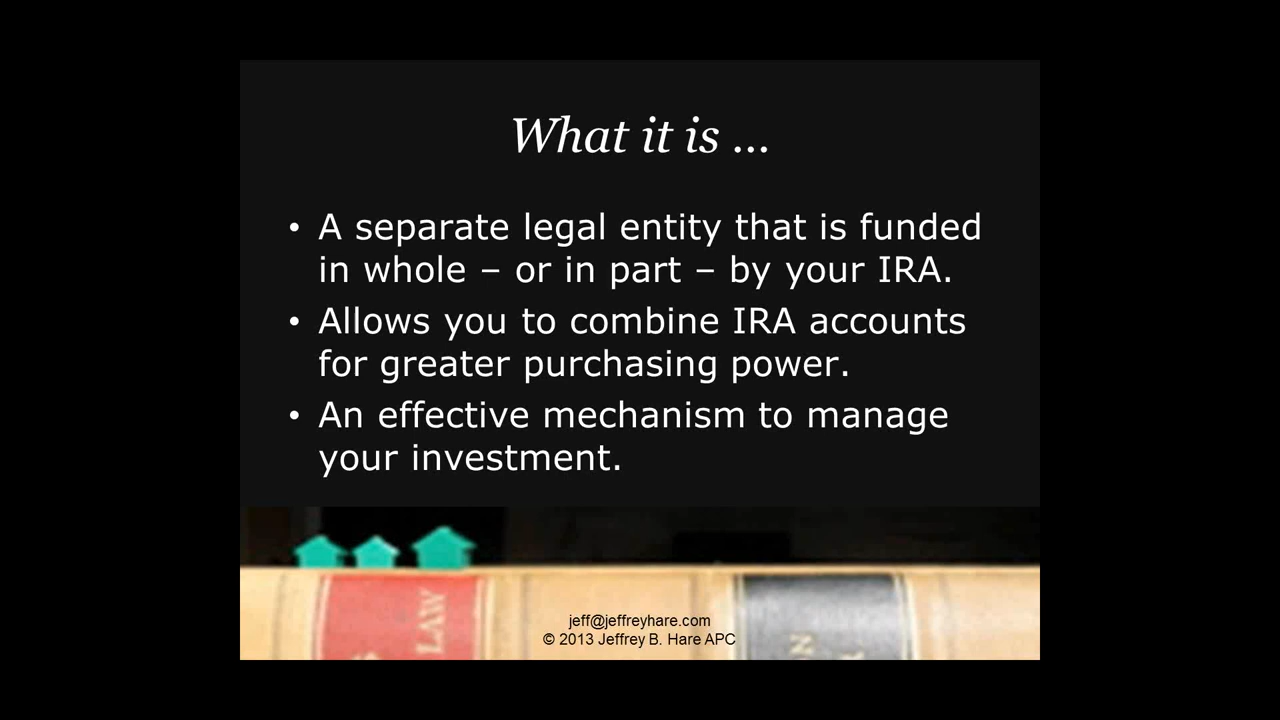 What it is ...
• A separate legal entity that is funded
in whole – or in part – by your IRA.
• Allows you to combine IRA accounts
for greater purchasing power.
• An effective mechanism to manage
your investment.
LAW
jeff@jeffreyhare.com
© 2013 Jeffrey B. Hare APC